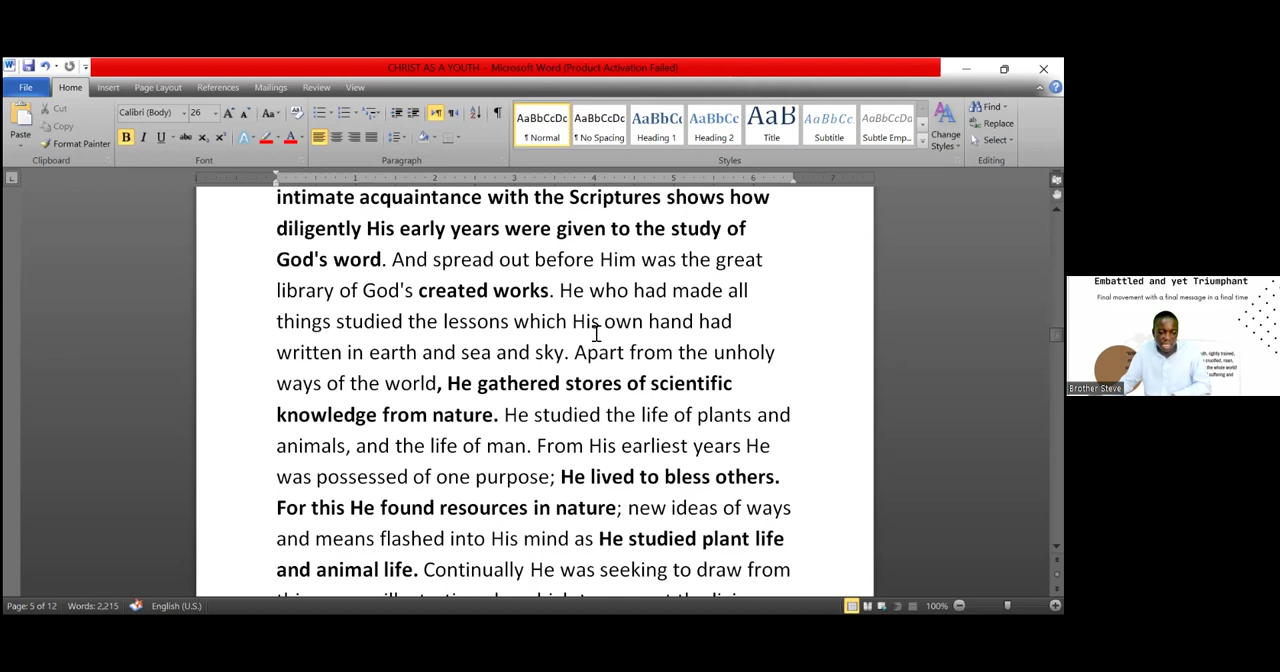 CHRIST AS A YOUTH - Microsoft Word (Product Activation Failed)
File Home Insert Page Layout References Mailings Review View
Cut
Copy
Format Painter
Paste
Calibri (Body) 26
AaBbCcDc AaBbCcDc AaBbCc AaBbCc AaB AaBbCc. AaBbCcDc
¶ Normal ¶ No Spacing Heading 1 Heading 2 Title Subtitle Subtle Emp...
Change
Styles
Find
Replace
Select
Clipboard Font Paragraph Styles Editing
1 2 3 4 5 6 7
intimate acquaintance with the Scriptures shows how
diligently His early years were given to the study of
God's word. And spread out before Him was the great
library of God's created works. He who had made all
things studied the lessons which His own hand had
written in earth and sea and sky. Apart from the unholy
ways of the world, He gathered stores of scientific
knowledge from nature. He studied the life of plants and
animals, and the life of man. From His earliest years He
was possessed of one purpose; He lived to bless others.
For this He found resources in nature; new ideas of ways
and means flashed into His mind as He studied plant life
and animal life. Continually He was seeking to draw from
Page: 5 of 12 Words: 2,215 English (U.S.) 100%
Embattled and yet Triumphant
Final movement with a final message in a final time
Brother Steve